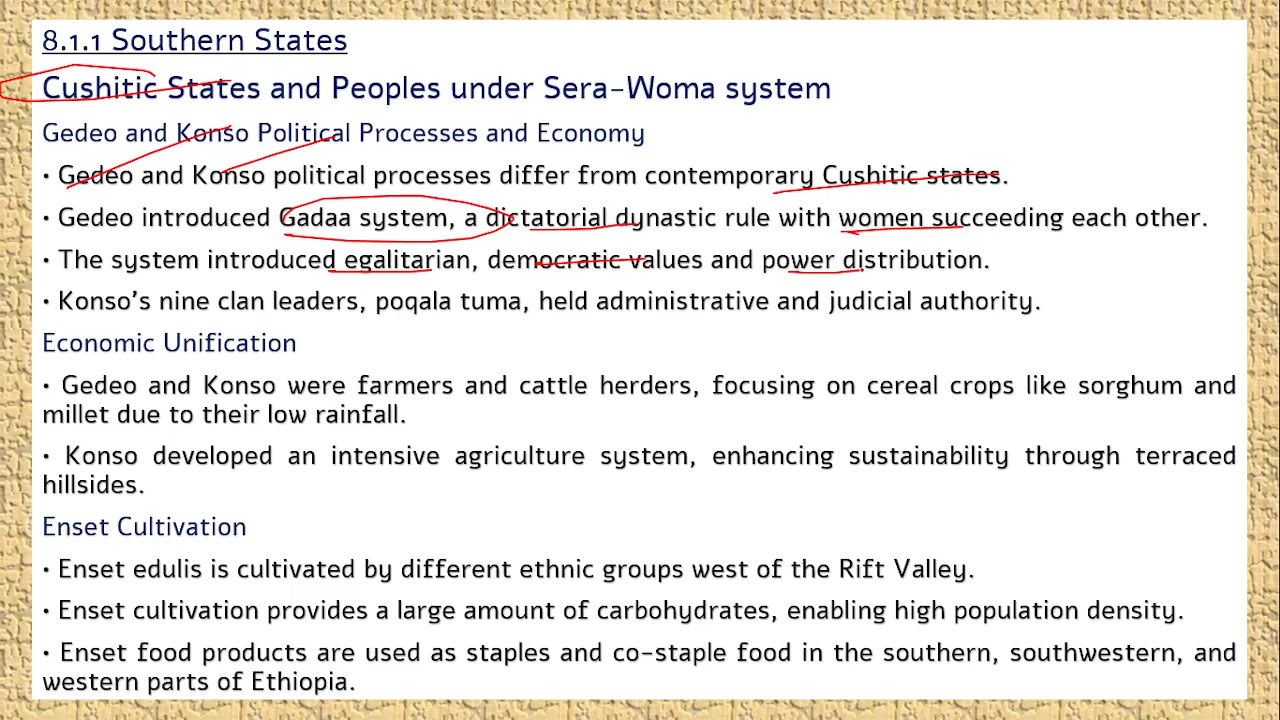 8.1.1 Southern States
Cushitic States and Peoples under Sera-Woma system
Gedeo and Konso Political Processes and Economy
• Gedeo and Konso political processes differ from contemporary Cushitic states.
• Gedeo introduced Gadaa system, a dictatorial dynastic rule with women succeeding each other.
• The system introduced egalitarian, democratic values and power distribution.
• Konso's nine clan leaders, poqala tuma, held administrative and judicial authority.
Economic Unification
• Gedeo and Konso were farmers and cattle herders, focusing on cereal crops like sorghum and
millet due to their low rainfall.
• Konso developed an intensive agriculture system, enhancing sustainability through terraced
hillsides.
Enset Cultivation
• Enset edulis is cultivated by different ethnic groups west of the Rift Valley.
• Enset cultivation provides a large amount of carbohydrates, enabling high population density.
• Enset food products are used as staples and co-staple food in the southern, southwestern, and
western parts of Ethiopia.